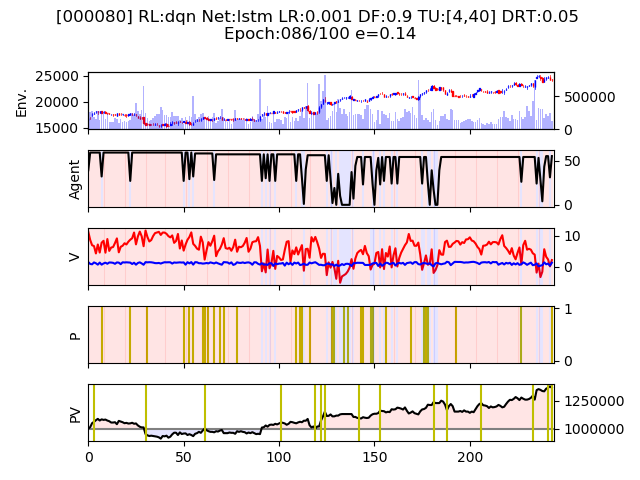 [000080] RL:dqn Net:lstm LR:0.001 DF:0.9 TU:[4,40] DRT:0.05
Epoch:086/100 e=0.14
Env.
25000
20000
15000
500000
0
Agent
50
0
V
10
0
P
1
0
PV
1250000
1000000
0
50
100
150
200